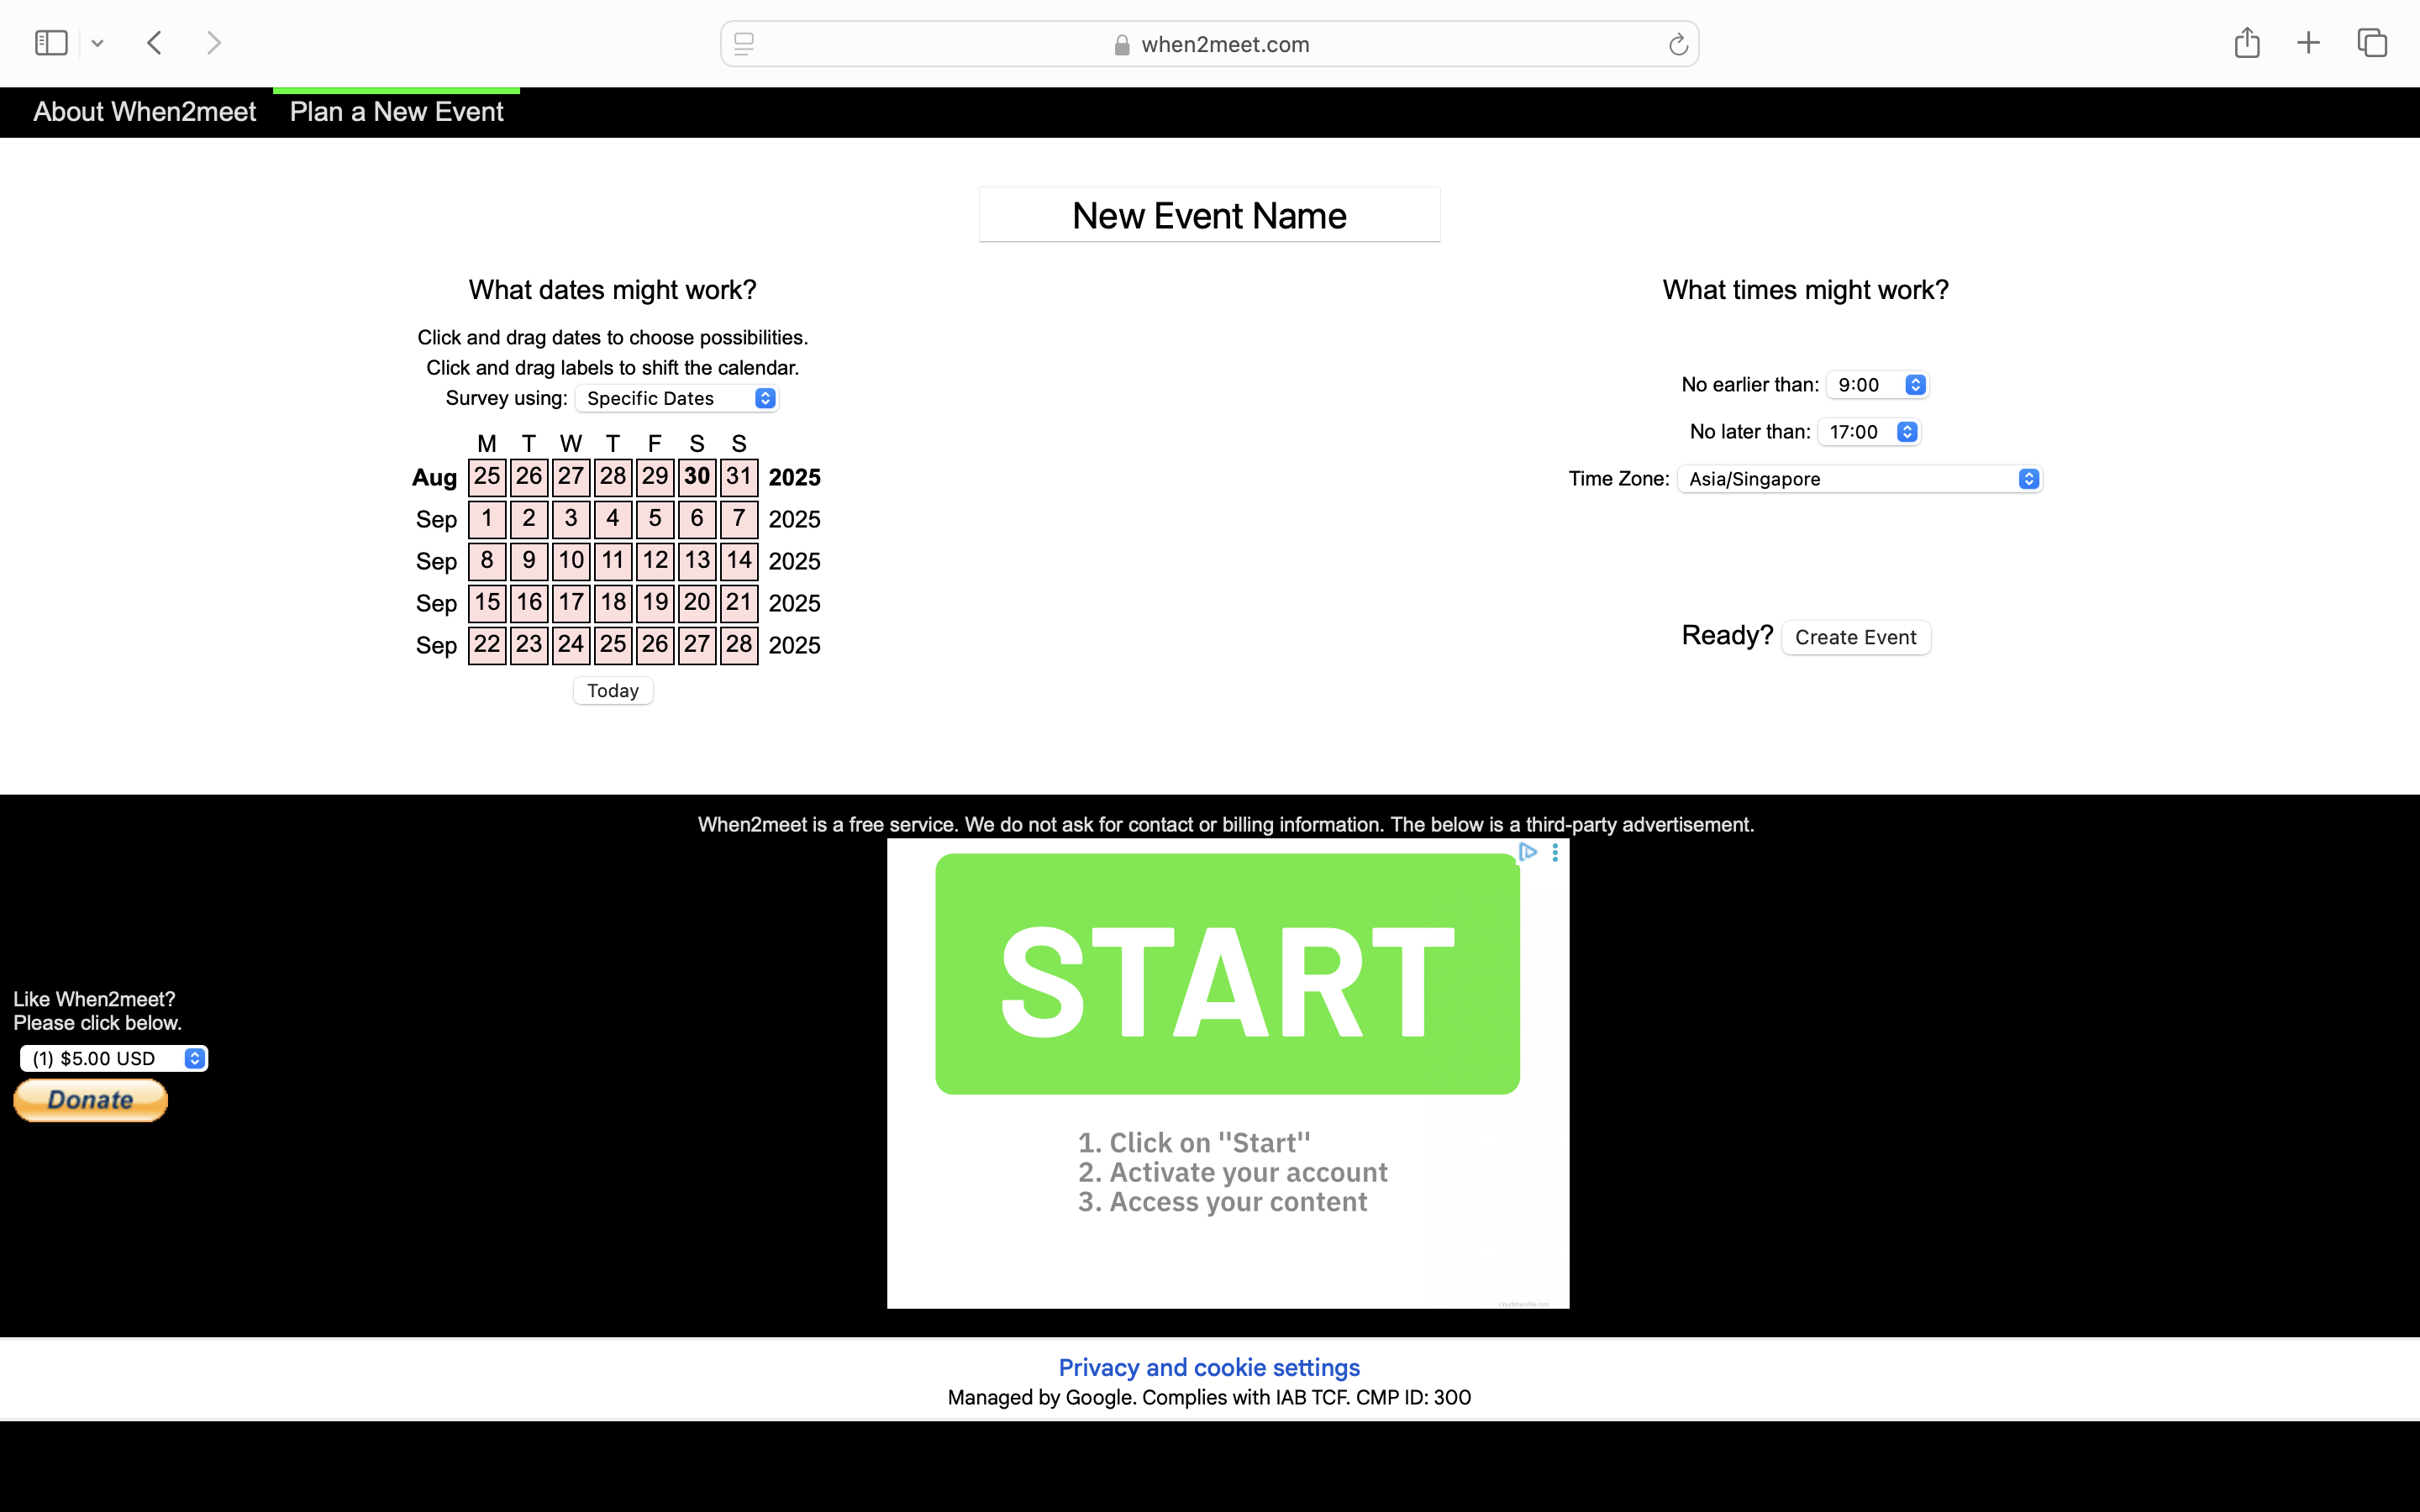 when2meet.com
About When2meet Plan a New Event
New Event Name
What dates might work?
Click and drag dates to choose possibilities.
Click and drag labels to shift the calendar.
Survey using: Specific Dates
M T W T F S S
Aug 25 26 27 28 29 30 31 2025
Sep 1 2 3 4 5 6 7 2025
Sep 8 9 10 11 12 13 14 2025
Sep 15 16 17 18 19 20 21 2025
Sep 22 23 24 25 26 27 28 2025
Today
What times might work?
No earlier than: 9:00
No later than: 17:00
Time Zone: Asia/Singapore
Ready? Create Event
When2meet is a free service. We do not ask for contact or billing information. The below is a third-party advertisement.
Like When2meet?
Please click below.
(1) $5.00 USD
Donate
START
1. Click on "Start"
2. Activate your account
3. Access your content
Privacy and cookie settings
Managed by Google. Complies with IAB TCF. CMP ID: 300